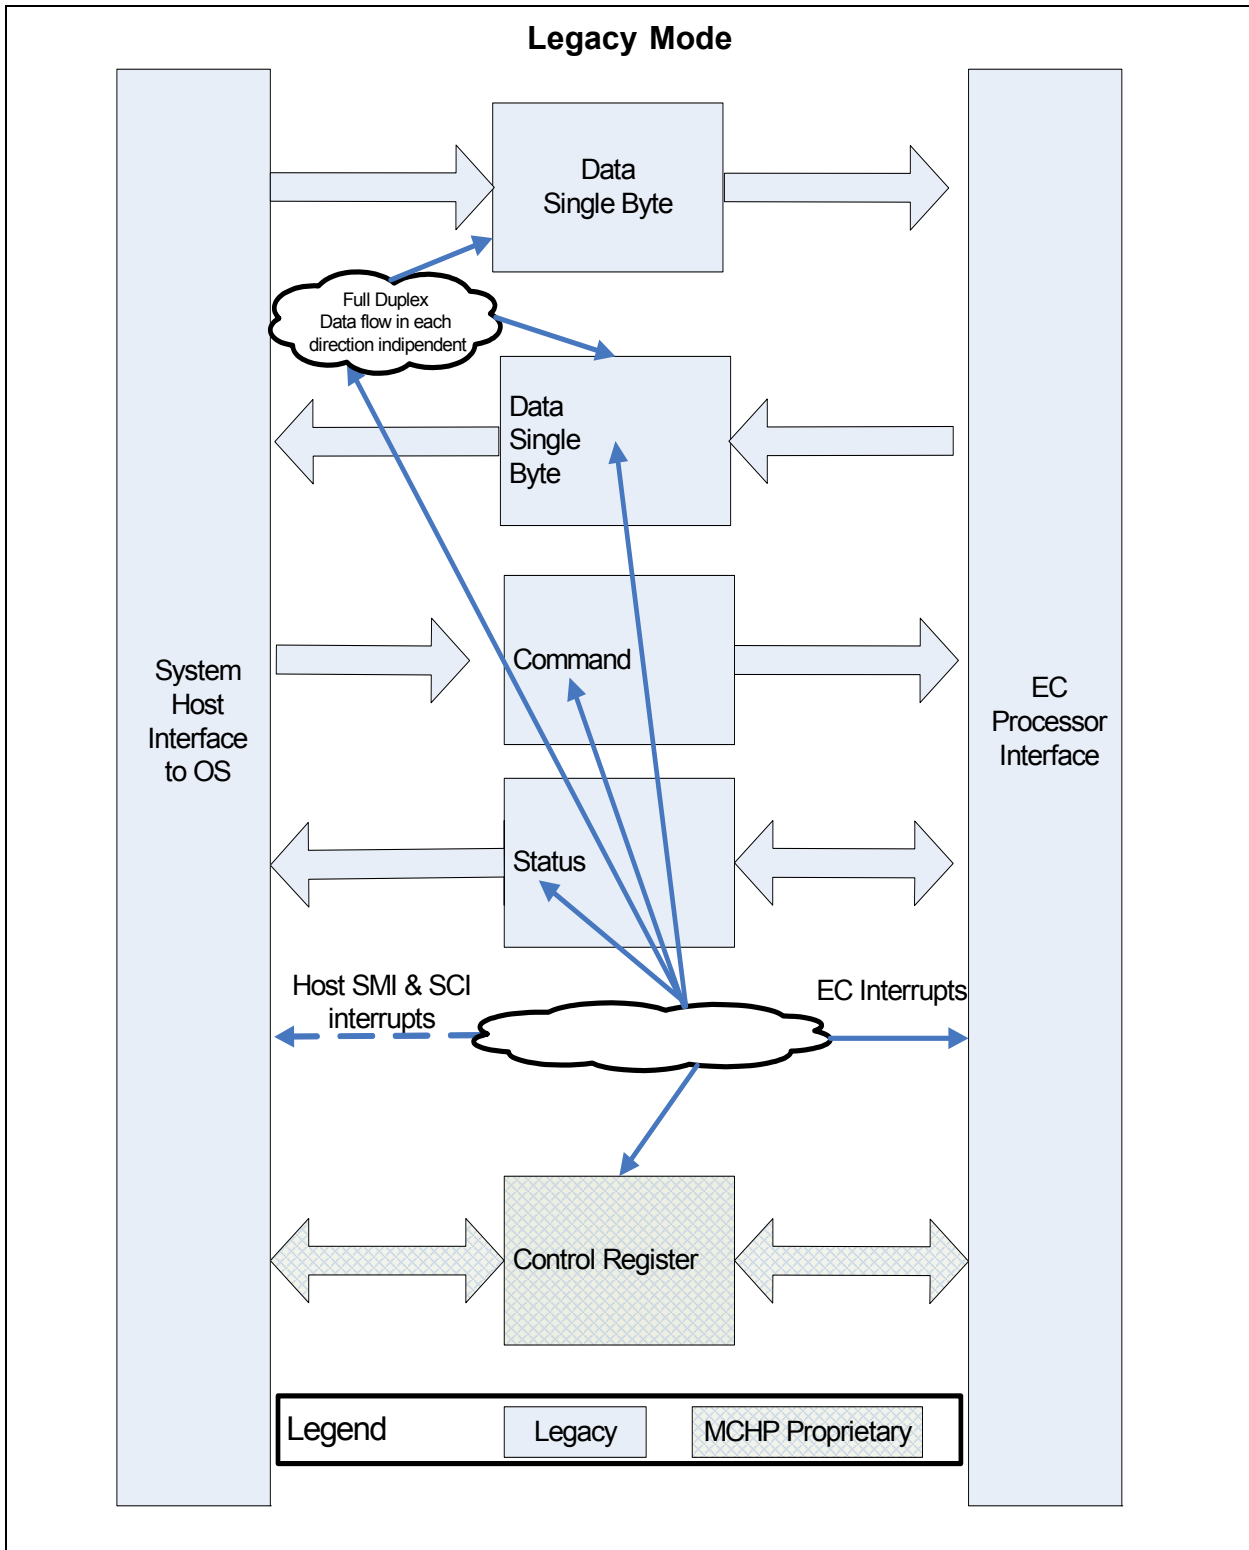 Legacy Mode
Data
Single Byte
Full Duplex
Data flow in each
direction indipendent
Data
Single
Byte
System
Host
Interface
to OS
Command
EC
Processor
Interface
Status
Host SMI & SCI
interrupts
EC Interrupts
Control Register
Legend
Legacy
MCHP Proprietary